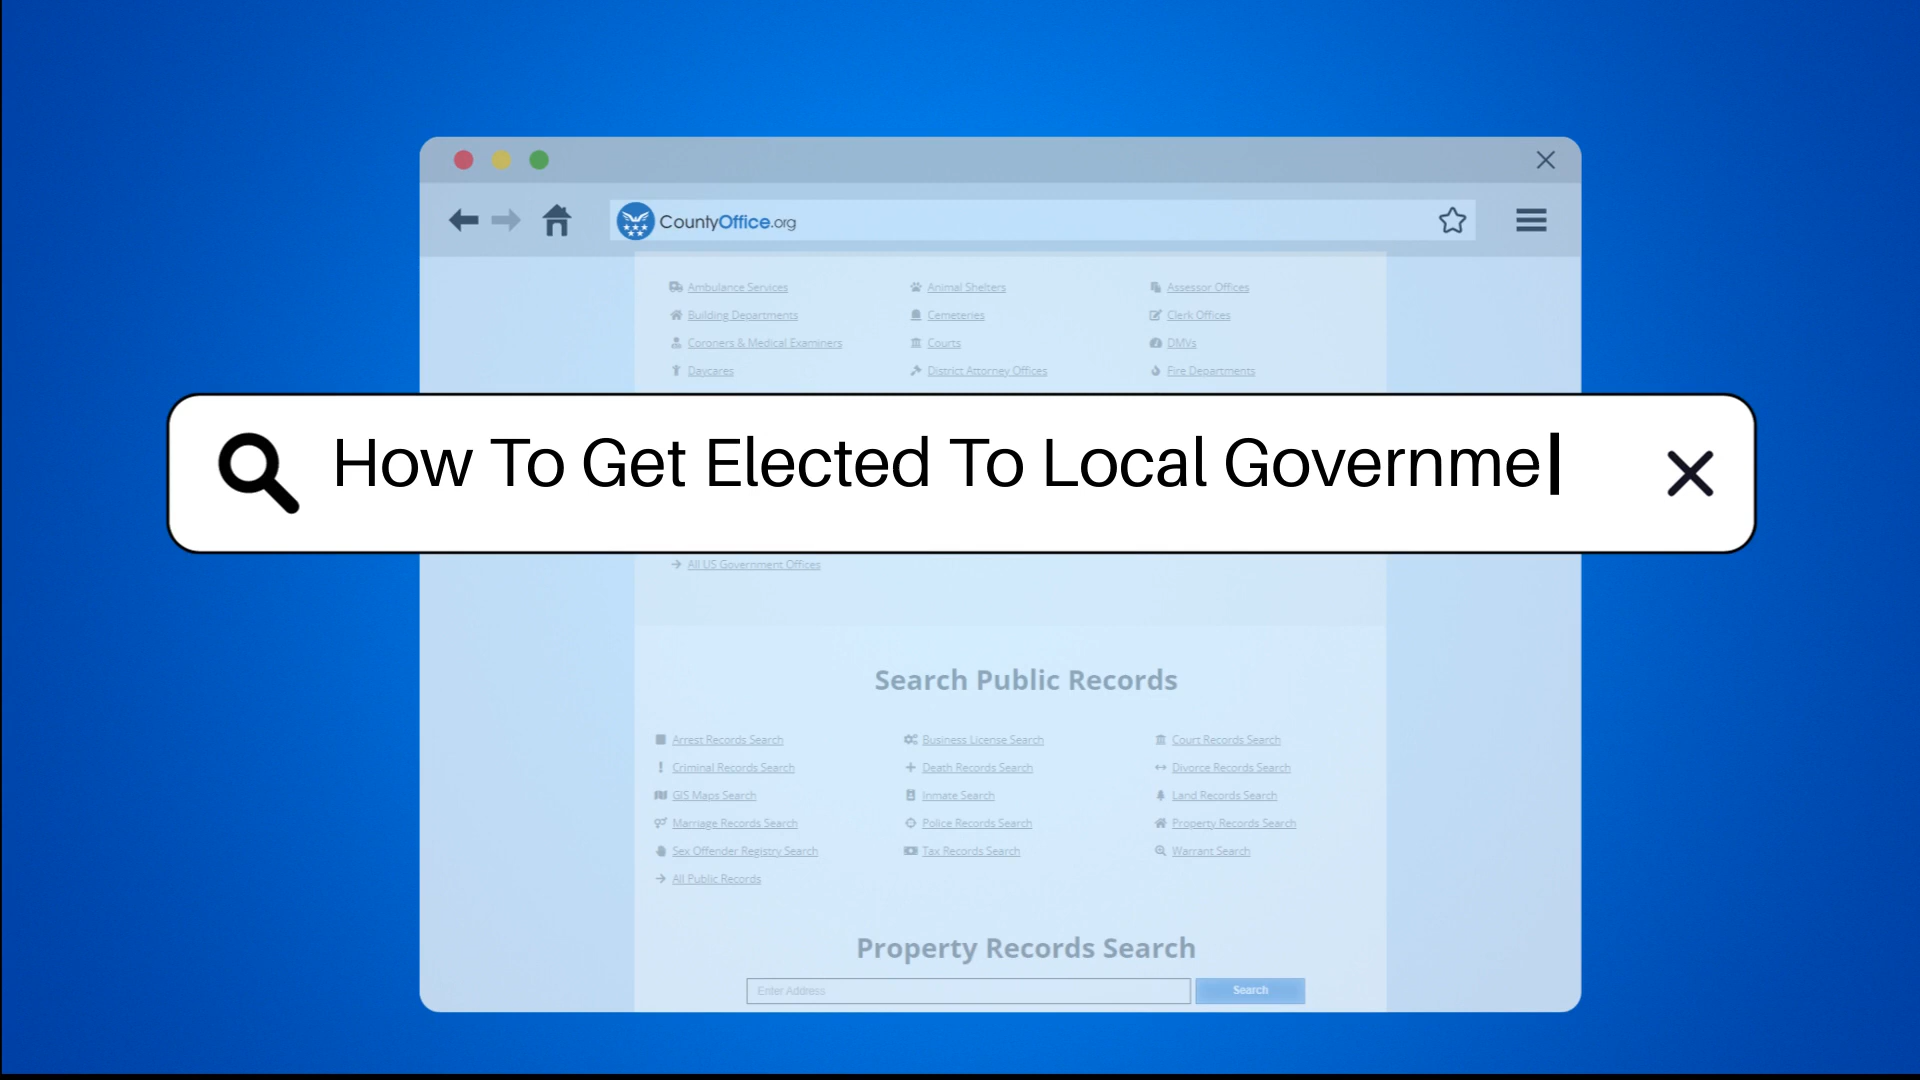 CountyOffice.org
Ambulance Services Animal Shelters Assessor Offices
Building Departments Cemeteries Clerk Offices
Coroners & Medical Examiners Courts DMVs
Daycares District Attorney Offices Fire Departments
How To Get Elected To Local Governme
All US Government Offices
Search Public Records
Arrest Records Search Business License Search Court Records Search
Criminal Records Search Death Records Search Divorce Records Search
GIS Maps Search Inmate Search Land Records Search
Marriage Records Search Police Records Search Property Records Search
Sex Offender Registry Search Tax Records Search Warrant Search
All Public Records
Property Records Search
Enter Address Search